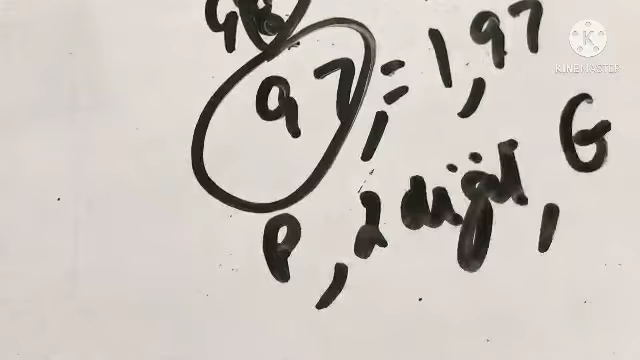 97, = 1, 97
P, 2 digit, G
KINEMASTER